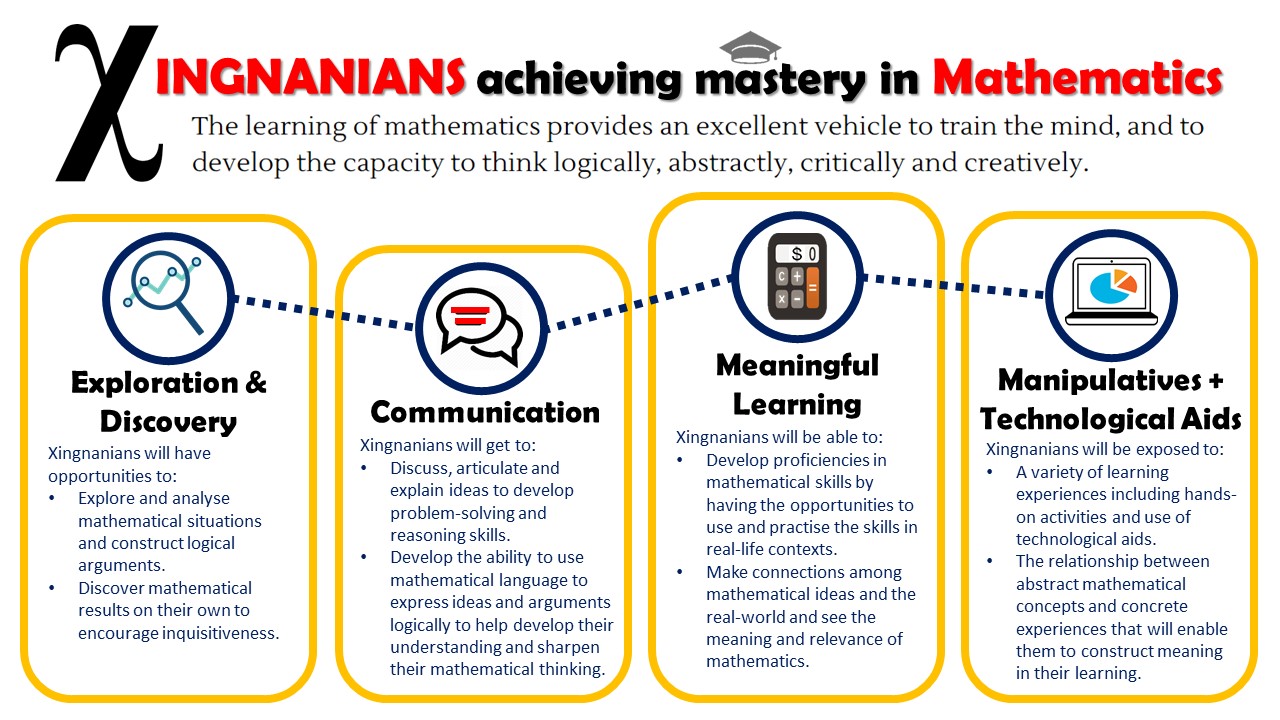 χINGNANIANS achieving mastery in Mathematics
The learning of mathematics provides an excellent vehicle to train the mind, and to
develop the capacity to think logically, abstractly, critically and creatively.
Exploration &
Discovery
Xingnanians will have
opportunities to:
• Explore and analyse
mathematical situations
and construct logical
arguments.
• Discover mathematical
results on their own to
encourage inquisitiveness.
Communication
Xingnanians will get to:
• Discuss, articulate and
explain ideas to develop
problem-solving and
reasoning skills.
• Develop the ability to use
mathematical language to
express ideas and arguments
logically to help develop their
understanding and sharpen
their mathematical thinking.
$ 0
C + =
x –
Meaningful
Learning
Xingnanians will be able to:
• Develop proficiencies in
mathematical skills by
having the opportunities to
use and practise the skills in
real-life contexts.
• Make connections among
mathematical ideas and the
real-world and see the
meaning and relevance of
mathematics.
Manipulatives +
Technological Aids
Xingnanians will be exposed to:
• A variety of learning
experiences including hands-
on activities and use of
technological aids.
• The relationship between
abstract mathematical
concepts and concrete
experiences that will enable
them to construct meaning
in their learning.